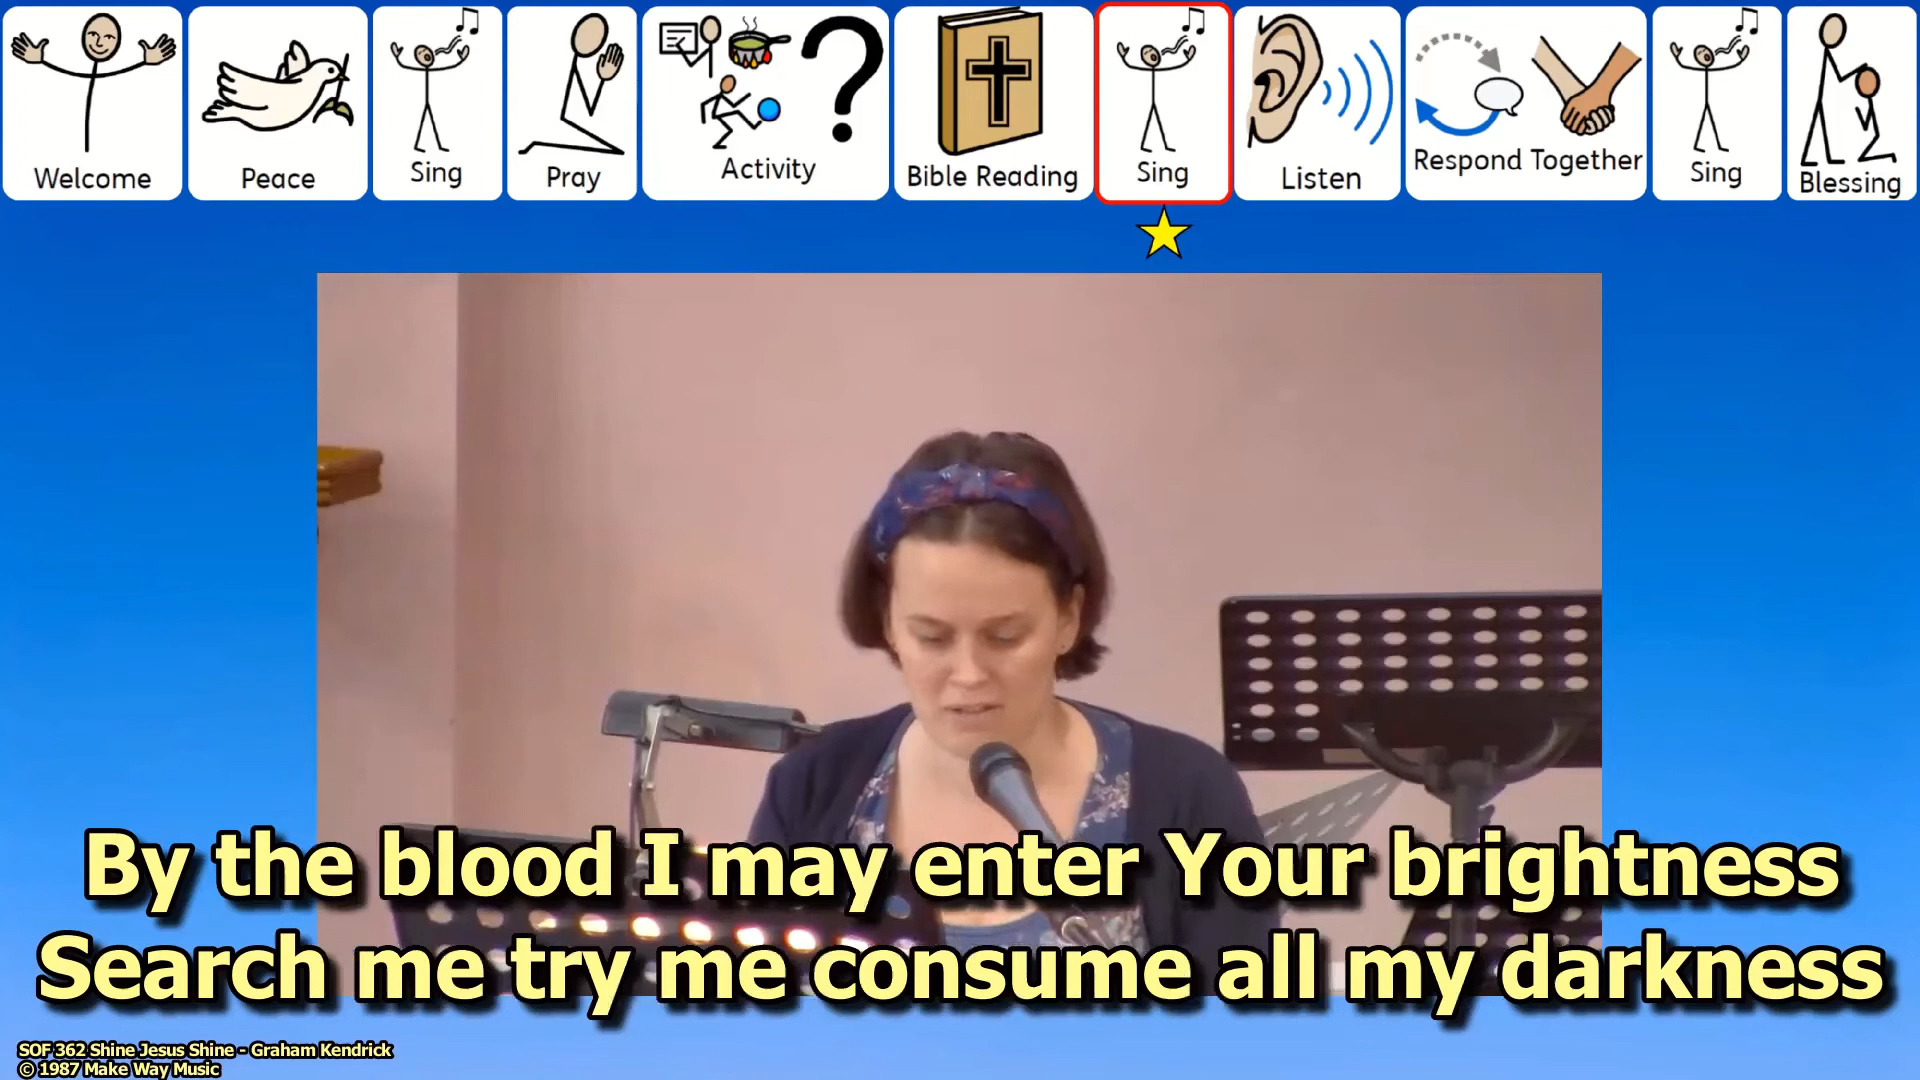 Welcome
Peace
Sing
Pray
Activity
?
Bible Reading
Sing
Listen
Respond Together
Sing
Blessing
By the blood I may enter Your brightness
Search me try me consume all my darkness
SOF 362 Shine Jesus Shine - Graham Kendrick
© 1987 Make Way Music